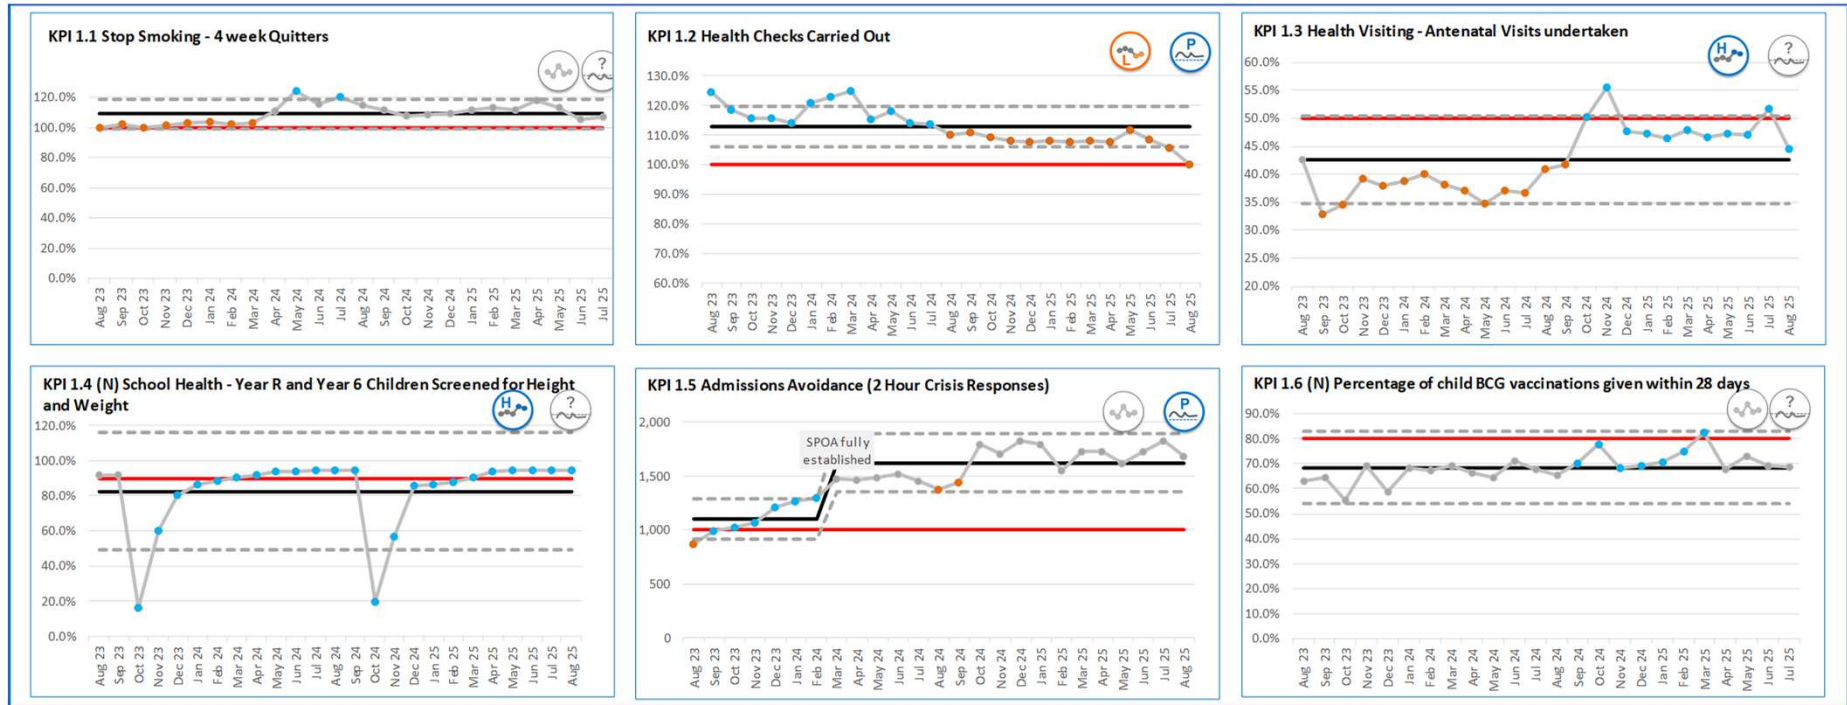 KPI 1.1 Stop Smoking - 4 week Quitters
?
120.0%
100.0%
80.0%
60.0%
40.0%
20.0%
0.0%
Aug 23
Sep 23
Oct 23
Nov 23
Dec 23
Jan 24
Feb 24
Mar 24
Apr 24
May 24
Jun 24
Jul 24
Aug 24
Sep 24
Oct 24
Nov 24
Dec 24
Jan 25
Feb 25
Mar 25
Apr 25
May 25
Jun 25
Jul 25
KPI 1.2 Health Checks Carried Out
L
P
130.0%
120.0%
110.0%
100.0%
90.0%
80.0%
70.0%
60.0%
Aug 23
Sep 23
Oct 23
Nov 23
Dec 23
Jan 24
Feb 24
Mar 24
Apr 24
May 24
Jun 24
Jul 24
Aug 24
Sep 24
Oct 24
Nov 24
Dec 24
Jan 25
Feb 25
Mar 25
Apr 25
May 25
Jun 25
Jul 25
Aug 25
KPI 1.3 Health Visiting - Antenatal Visits undertaken
H
?
60.0%
55.0%
50.0%
45.0%
40.0%
35.0%
30.0%
25.0%
20.0%
Aug 23
Sep 23
Oct 23
Nov 23
Dec 23
Jan 24
Feb 24
Mar 24
Apr 24
May 24
Jun 24
Jul 24
Aug 24
Sep 24
Oct 24
Nov 24
Dec 24
Jan 25
Feb 25
Mar 25
Apr 25
May 25
Jun 25
Jul 25
Aug 25
KPI 1.4 (N) School Health - Year R and Year 6 Children Screened for Height
and Weight
H
?
120.0%
100.0%
80.0%
60.0%
40.0%
20.0%
0.0%
Aug 23
Sep 23
Oct 23
Nov 23
Dec 23
Jan 24
Feb 24
Mar 24
Apr 24
May 24
Jun 24
Jul 24
Aug 24
Sep 24
Oct 24
Nov 24
Dec 24
Jan 25
Feb 25
Mar 25
Apr 25
May 25
Jun 25
Jul 25
Aug 25
KPI 1.5 Admissions Avoidance (2 Hour Crisis Responses)
P
2,000
1,500
1,000
500
0
SPOA fully
established
Aug 23
Sep 23
Oct 23
Nov 23
Dec 23
Jan 24
Feb 24
Mar 24
Apr 24
May 24
Jun 24
Jul 24
Aug 24
Sep 24
Oct 24
Nov 24
Dec 24
Jan 25
Feb 25
Mar 25
Apr 25
May 25
Jun 25
Jul 25
Aug 25
KPI 1.6 (N) Percentage of child BCG vaccinations given within 28 days
?
90.0%
80.0%
70.0%
60.0%
50.0%
40.0%
30.0%
20.0%
10.0%
0.0%
Aug 23
Sep 23
Oct 23
Nov 23
Dec 23
Jan 24
Feb 24
Mar 24
Apr 24
May 24
Jun 24
Jul 24
Aug 24
Sep 24
Oct 24
Nov 24
Dec 24
Jan 25
Feb 25
Mar 25
Apr 25
May 25
Jun 25
Jul 25